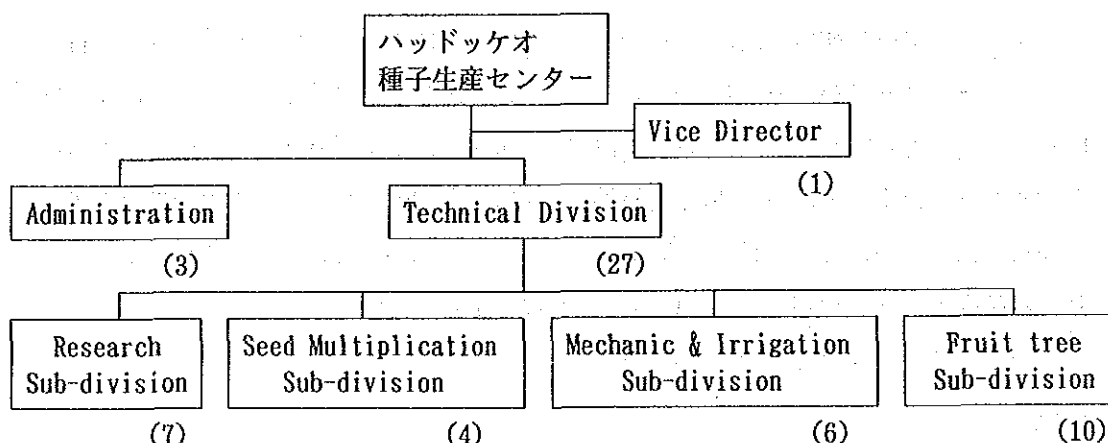 ハッドッケオ
種子生産センター
Vice Director
(1)
Administration
(3)
Technical Division
(27)
Research
Sub-division
(7)
Seed Multiplication
Sub-division
(4)
Mechanic & Irrigation
Sub-division
(6)
Fruit tree
Sub-division
(10)